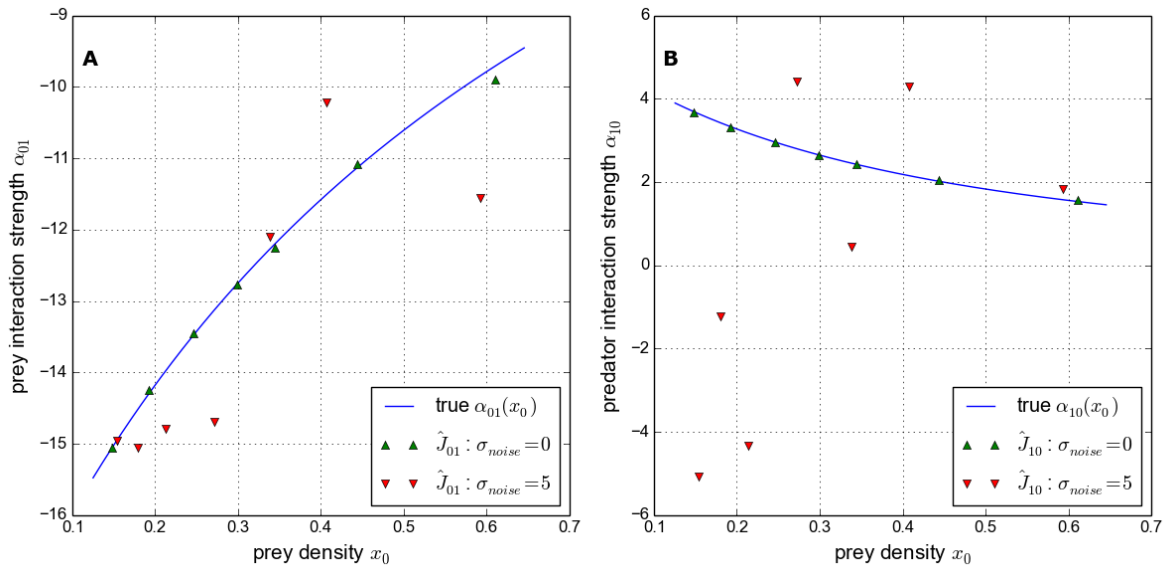 A
−9
−10
−11
−12
−13
−14
−15
−16
prey interaction strength α₀₁
0.1 0.2 0.3 0.4 0.5 0.6 0.7
prey density x₀
true α₀₁(x₀)
Ĵ₀₁ : σₙₒᵢₛₑ=0
Ĵ₀₁ : σₙₒᵢₛₑ=5
B
6
4
2
0
−2
−4
−6
predator interaction strength α₁₀
0.1 0.2 0.3 0.4 0.5 0.6 0.7
prey density x₀
true α₁₀(x₀)
Ĵ₁₀ : σₙₒᵢₛₑ=0
Ĵ₁₀ : σₙₒᵢₛₑ=5